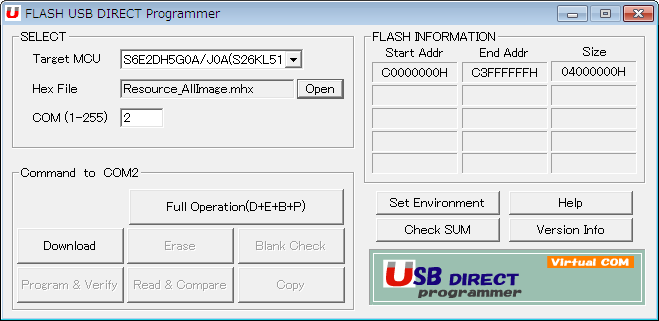 FLASH USB DIRECT Programmer
SELECT
Target MCU
S6E2DH5G0A/J0A(S26KL51
Hex File
Resource_AllImage.mhx
Open
COM (1-255)
2
Command to COM2
Full Operation(D+E+B+P)
Download
Erase
Blank Check
Program & Verify
Read & Compare
Copy
FLASH INFORMATION
Start Addr
End Addr
Size
C0000000H
C3FFFFFFH
04000000H
Set Environment
Help
Check SUM
Version Info
Virtual COM
USB DIRECT
programmer